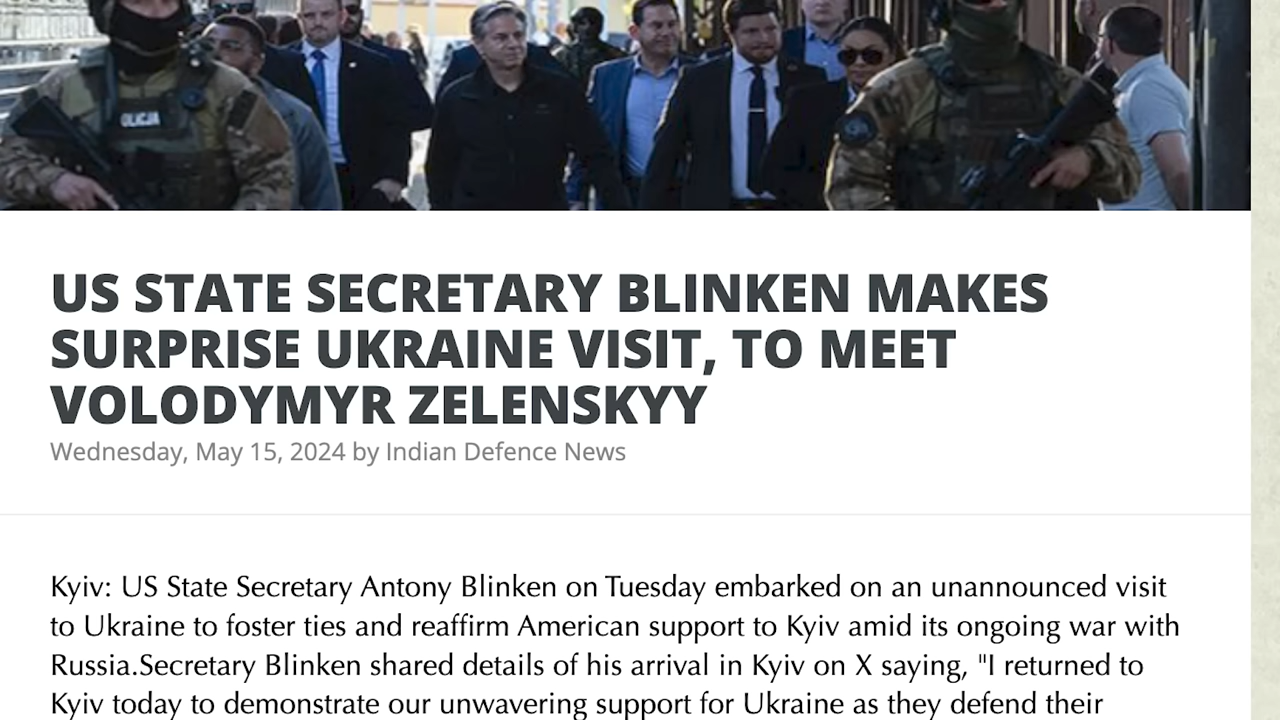 POLICJA
US STATE SECRETARY BLINKEN MAKES
SURPRISE UKRAINE VISIT, TO MEET
VOLODYMYR ZELENSKYY
Wednesday, May 15, 2024 by Indian Defence News
Kyiv: US State Secretary Antony Blinken on Tuesday embarked on an unannounced visit
to Ukraine to foster ties and reaffirm American support to Kyiv amid its ongoing war with
Russia.Secretary Blinken shared details of his arrival in Kyiv on X saying, "I returned to
Kyiv today to demonstrate our unwavering support for Ukraine as they defend their